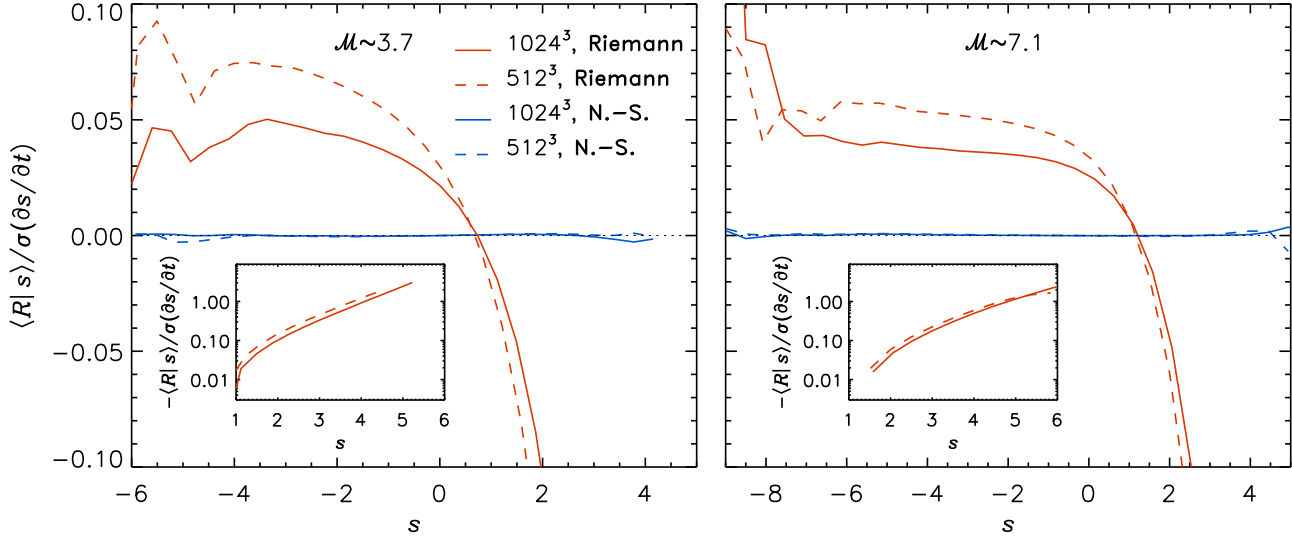 ℳ~3.7
1024³, Riemann
512³, Riemann
1024³, N.–S.
512³, N.–S.
ℳ~7.1
⟨R| s⟩/σ(∂s/∂t)
0.10
0.05
0.00
−0.05
−0.10
−⟨R| s⟩/σ(∂s/∂t)
1.00
0.10
0.01
1 2 3 4 5 6
s
−⟨R| s⟩/σ(∂s/∂t)
1.00
0.10
0.01
1 2 3 4 5 6
s
−6 −4 −2 0 2 4
s
−8 −6 −4 −2 0 2 4
s